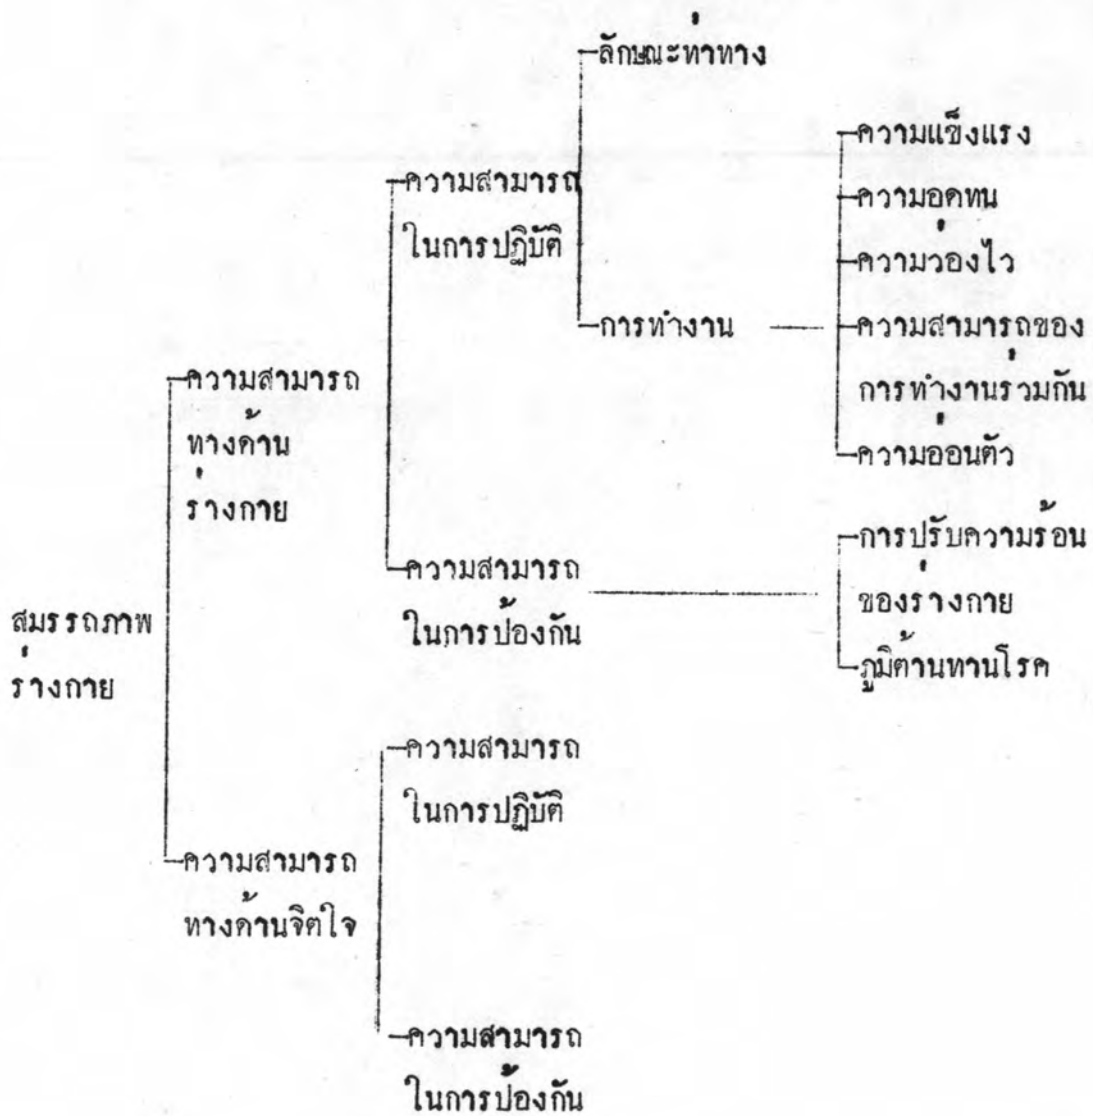 สมรรถภาพ
ร่างกาย
ความสามารถ
ทางด้าน
ร่างกาย
ความสามารถ
ในการปฏิบัติ
ลักษณะท่าทาง
การทำงาน
ความแข็งแรง
ความอดทน
ความว่องไว
ความสามารถของ
การทำงานร่วมกัน
ความอ่อนตัว
ความสามารถ
ในการป้องกัน
การปรับความร้อน
ของร่างกาย
ภูมิต้านทานโรค
ความสามารถ
ทางด้านจิตใจ
ความสามารถ
ในการปฏิบัติ
ความสามารถ
ในการป้องกัน